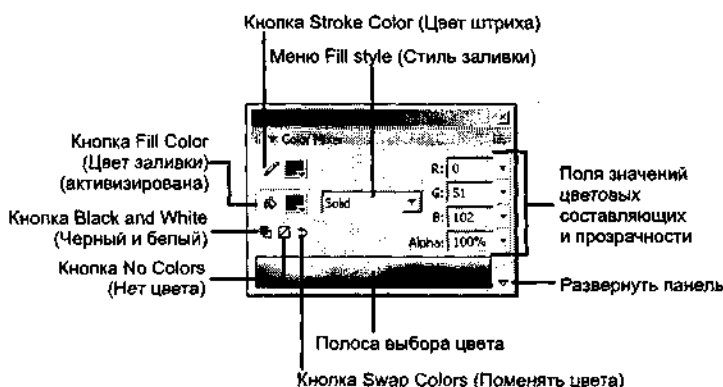 Кнопка Stroke Color (Цвет штриха)
Меню Fill style (Стиль заливки)
Кнопка Fill Color
(Цвет заливки)
(активизирована)
Кнопка Black and White
(Черный и белый)
Кнопка No Colors
(Нет цвета)
Color Mixer
Solid
R: 0
G: 51
B: 102
Alpha: 100%
Поля значений
цветовых
составляющих
и прозрачности
Развернуть панель
Полоса выбора цвета
Кнопка Swap Colors (Поменять цвета)